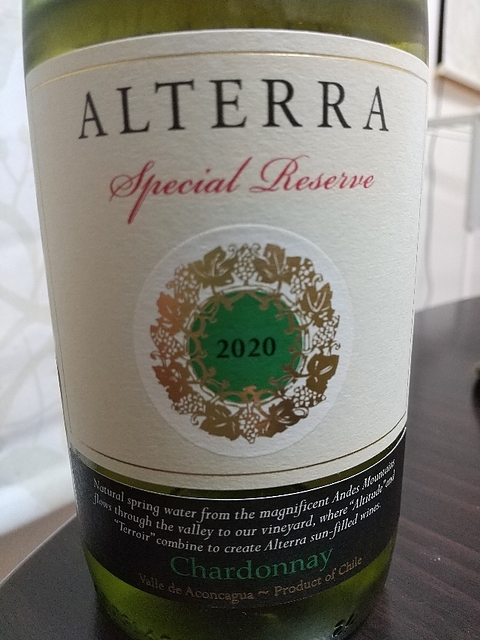 ALTERRA
Special Reserve
2020
Natural spring water from the magnificent Andes Mountains
flows through the valley to our vineyard, where "Altitude" and
"Terroir" combine to create Alterra sun-filled wines.
Chardonnay
Valle de Aconcagua ~ Product of Chile